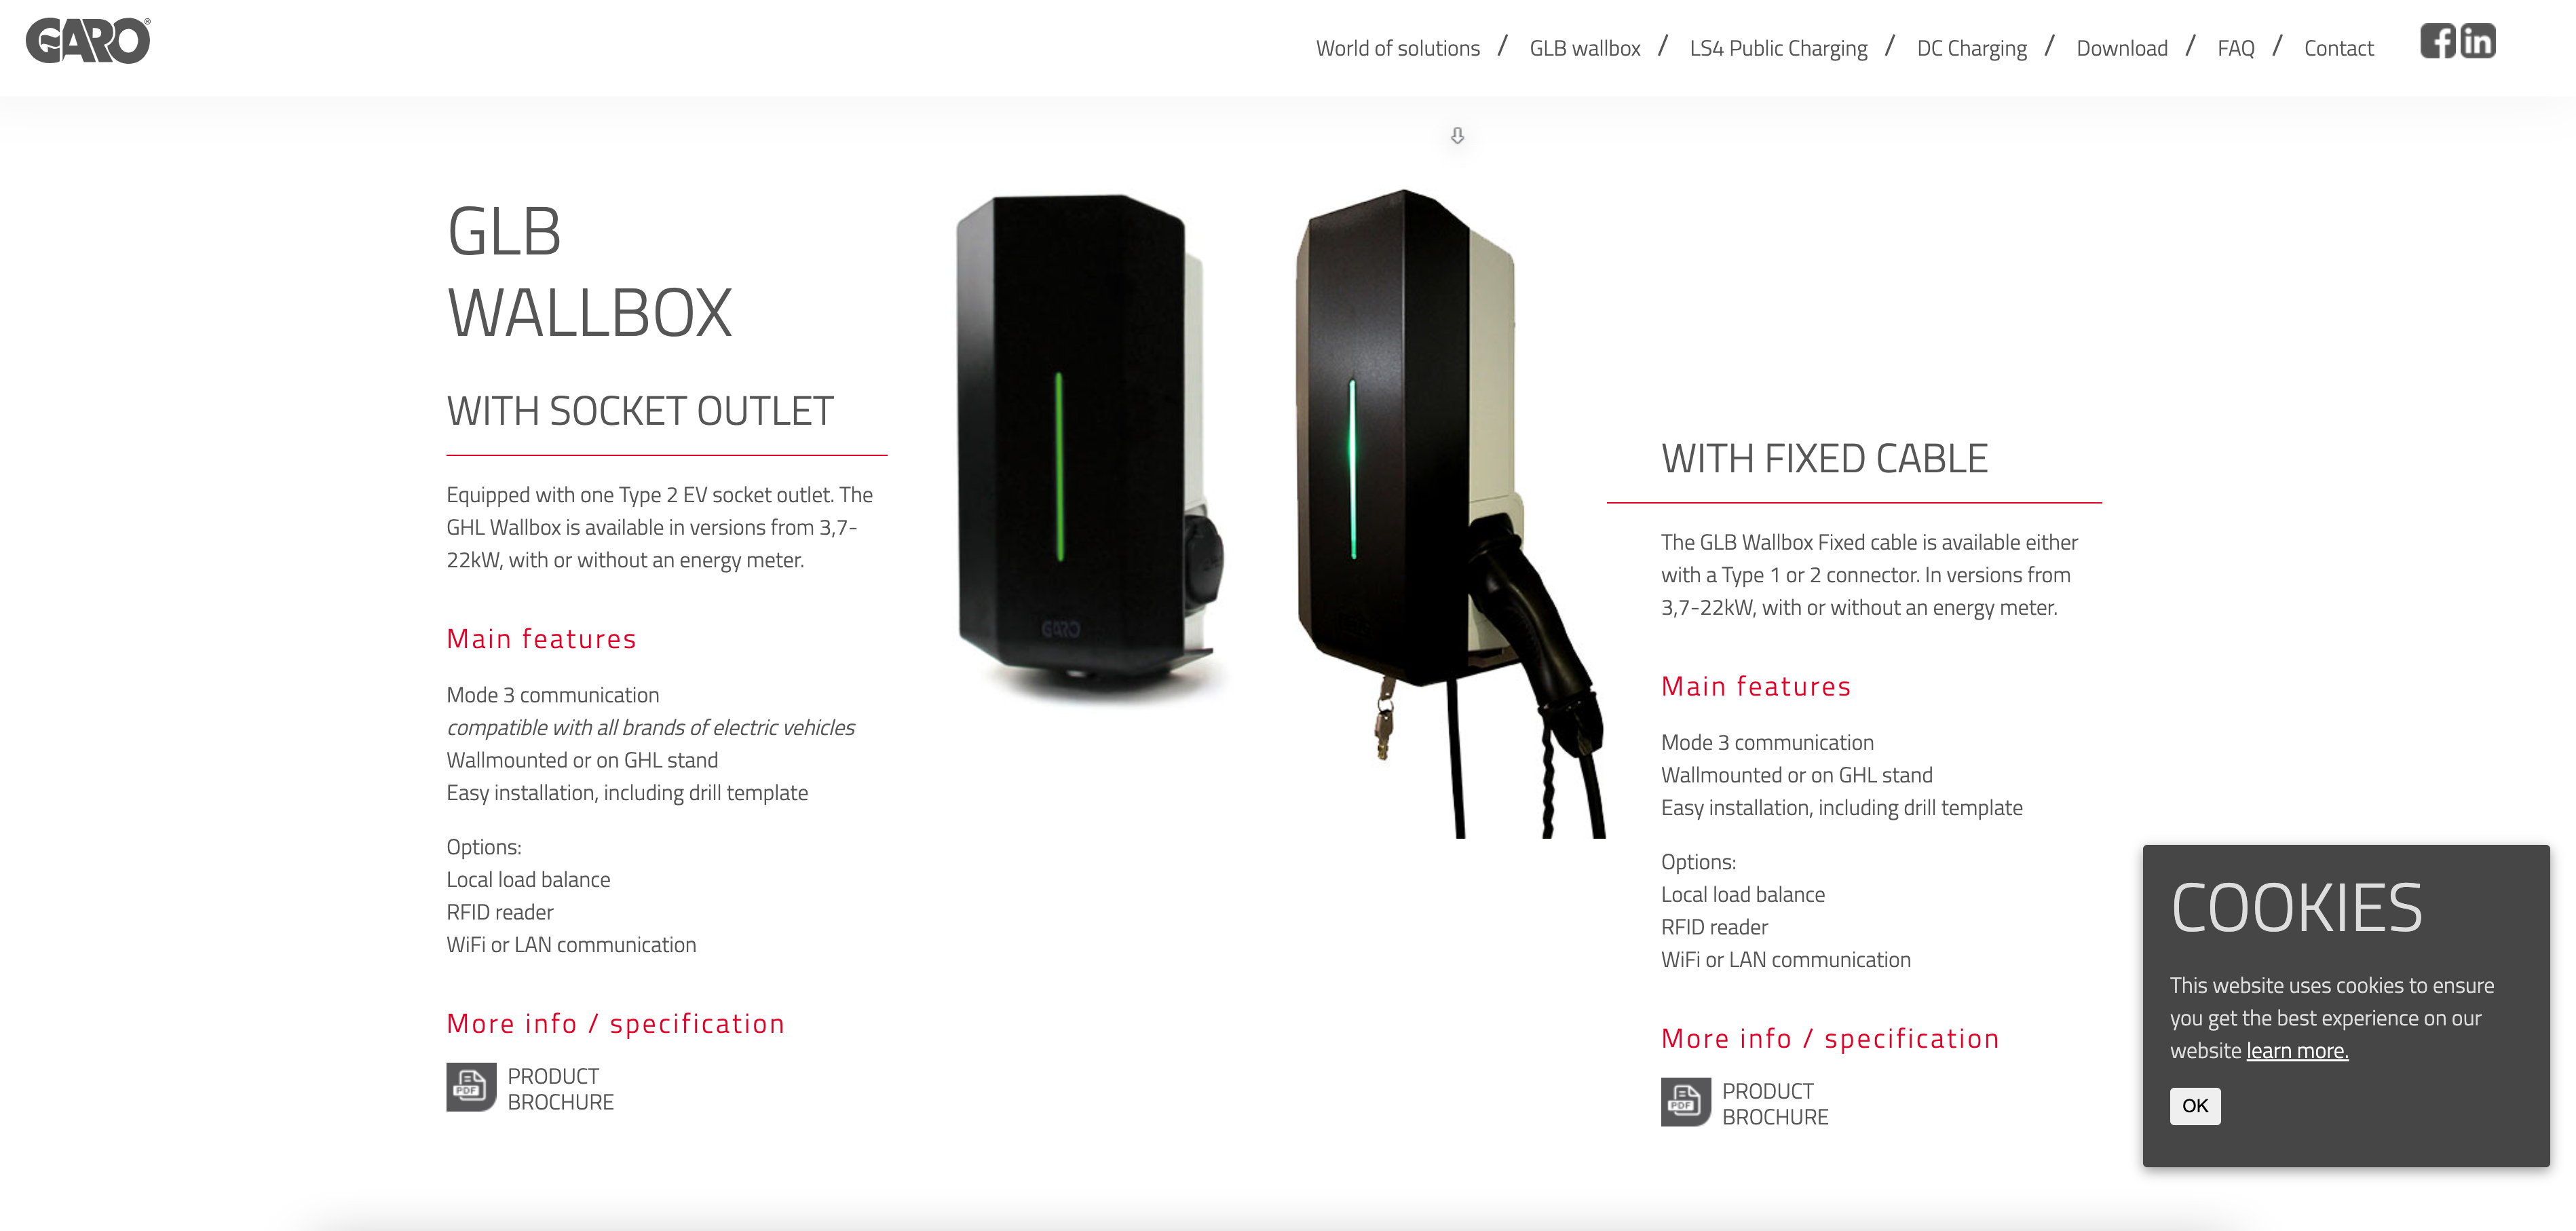 GARO®
World of solutions / GLB wallbox / LS4 Public Charging / DC Charging / Download / FAQ / Contact
GLB
WALLBOX
WITH SOCKET OUTLET
Equipped with one Type 2 EV socket outlet. The
GHL Wallbox is available in versions from 3,7-
22kW, with or without an energy meter.
Main features
Mode 3 communication
compatible with all brands of electric vehicles
Wallmounted or on GHL stand
Easy installation, including drill template
Options:
Local load balance
RFID reader
WiFi or LAN communication
More info / specification
PDF
PRODUCT
BROCHURE
GARO
WITH FIXED CABLE
The GLB Wallbox Fixed cable is available either
with a Type 1 or 2 connector. In versions from
3,7-22kW, with or without an energy meter.
Main features
Mode 3 communication
Wallmounted or on GHL stand
Easy installation, including drill template
Options:
Local load balance
RFID reader
WiFi or LAN communication
More info / specification
PDF
PRODUCT
BROCHURE
COOKIES
This website uses cookies to ensure
you get the best experience on our
website learn more.
OK